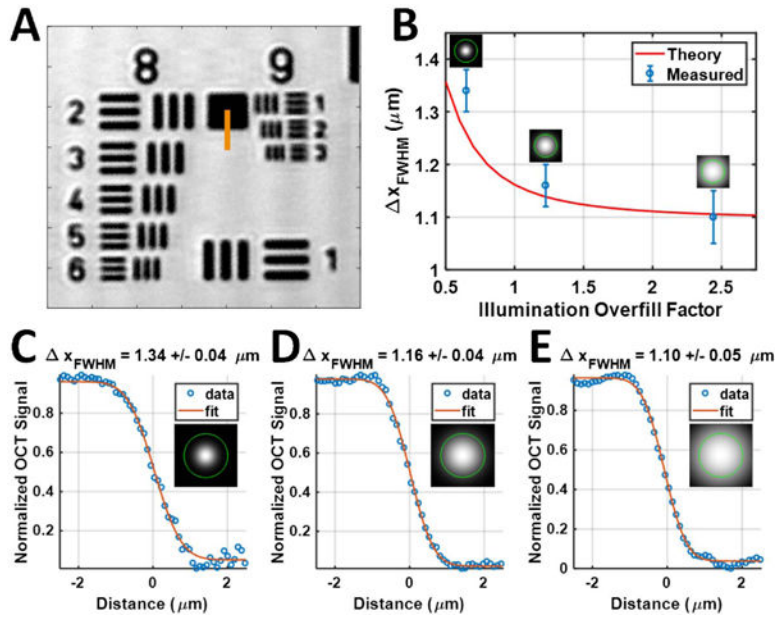 A
8 9
2 1
2
3 3
4
5
6 1
B
Δx_FWHM (μm)
1.4
1.3
1.2
1.1
1
0.5 1 1.5 2 2.5
Illumination Overfill Factor
Theory
Measured
C
Δ x_FWHM = 1.34 +/- 0.04 μm
Normalized OCT Signal
0.8
0.6
0.4
0.2
-2 0 2
Distance (μm)
data
fit
D
Δ x_FWHM = 1.16 +/- 0.04 μm
Normalized OCT Signal
0.8
0.6
0.4
0.2
-2 0 2
Distance (μm)
data
fit
E
Δ x_FWHM = 1.10 +/- 0.05 μm
Normalized OCT Signal
0.8
0.6
0.4
0.2
0
-2 0 2
Distance (μm)
data
fit